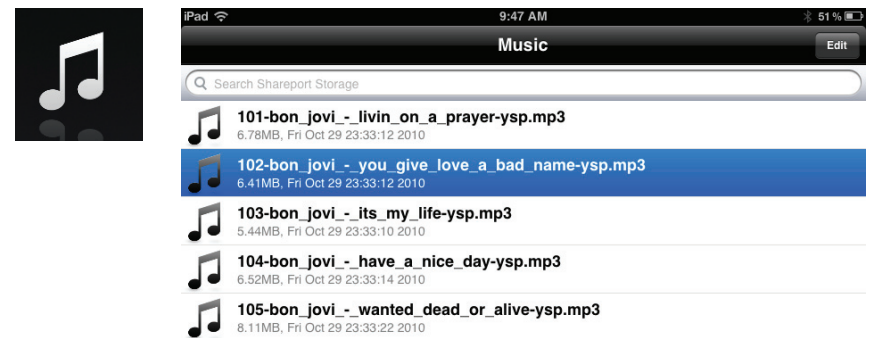 iPad 9:47 AM 51%
Music
Edit
Search Shareport Storage
101-bon_jovi_-_livin_on_a_prayer-ysp.mp3
6.78MB, Fri Oct 29 23:33:12 2010
102-bon_jovi_-_you_give_love_a_bad_name-ysp.mp3
6.41MB, Fri Oct 29 23:33:12 2010
103-bon_jovi_-_its_my_life-ysp.mp3
5.44MB, Fri Oct 29 23:33:10 2010
104-bon_jovi_-_have_a_nice_day-ysp.mp3
6.52MB, Fri Oct 29 23:33:14 2010
105-bon_jovi_-_wanted_dead_or_alive-ysp.mp3
8.11MB, Fri Oct 29 23:33:22 2010